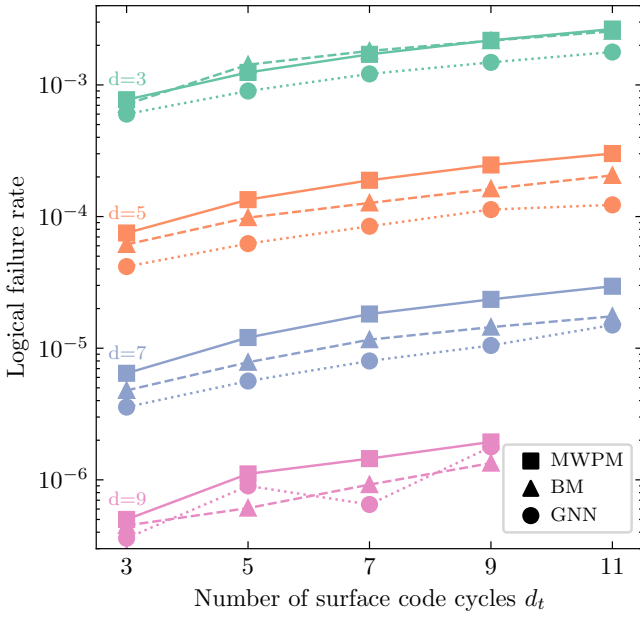 Logical failure rate
10⁻³
10⁻⁴
10⁻⁵
10⁻⁶
d=3
d=5
d=7
d=9
MWPM
BM
GNN
3 5 7 9 11
Number of surface code cycles dₜ